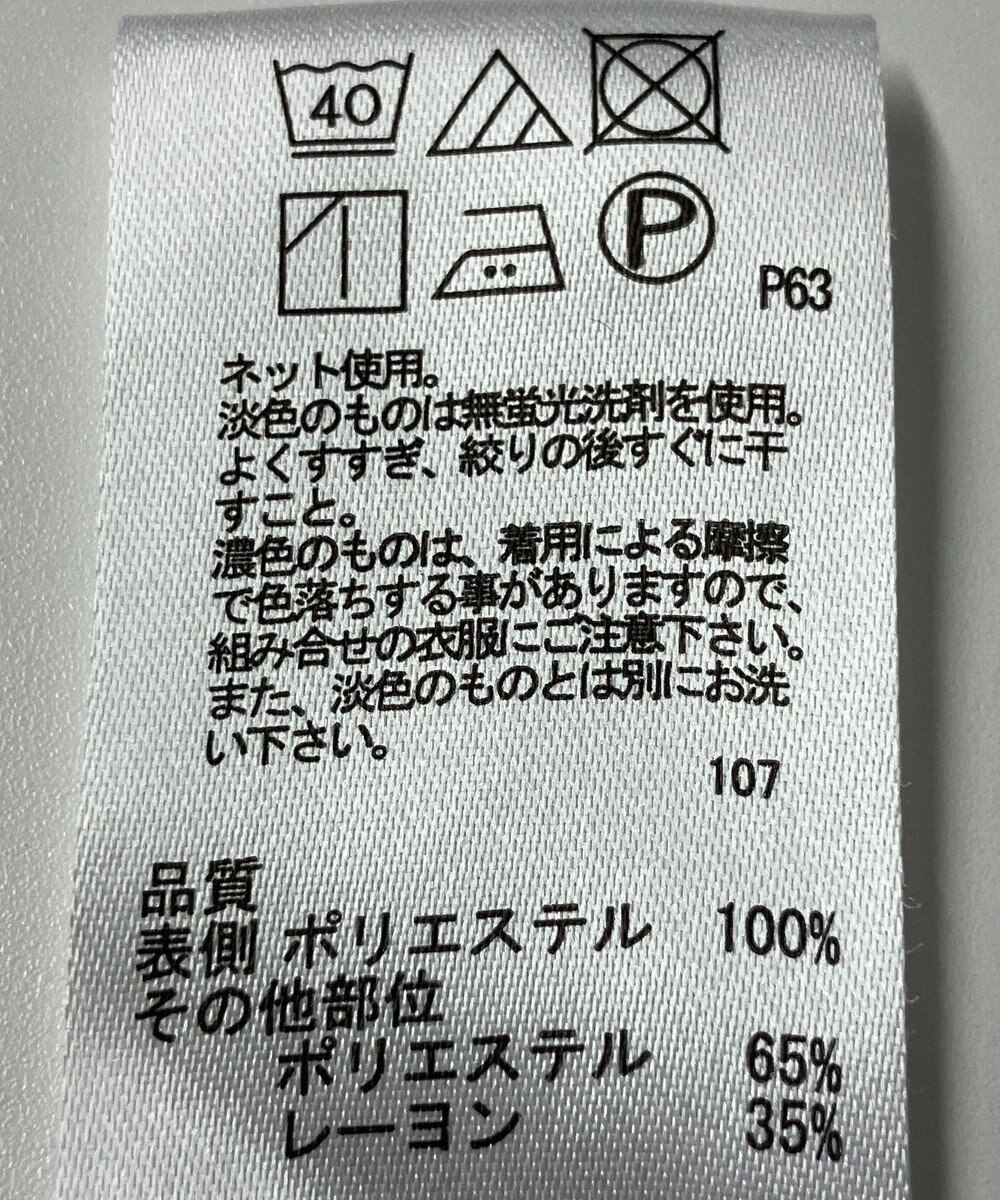 40
P
P63
ネット使用。
淡色のものは無蛍光洗剤を使用。
よくすすぎ、絞りの後すぐに干
すこと。
濃色のものは、着用による摩擦
で色落ちする事がありますので、
組み合せの衣服にご注意下さい。
また、淡色のものとは別にお洗
い下さい。
107
品質
表側 ポリエステル 100%
その他部位
ポリエステル 65%
レーヨン 35%